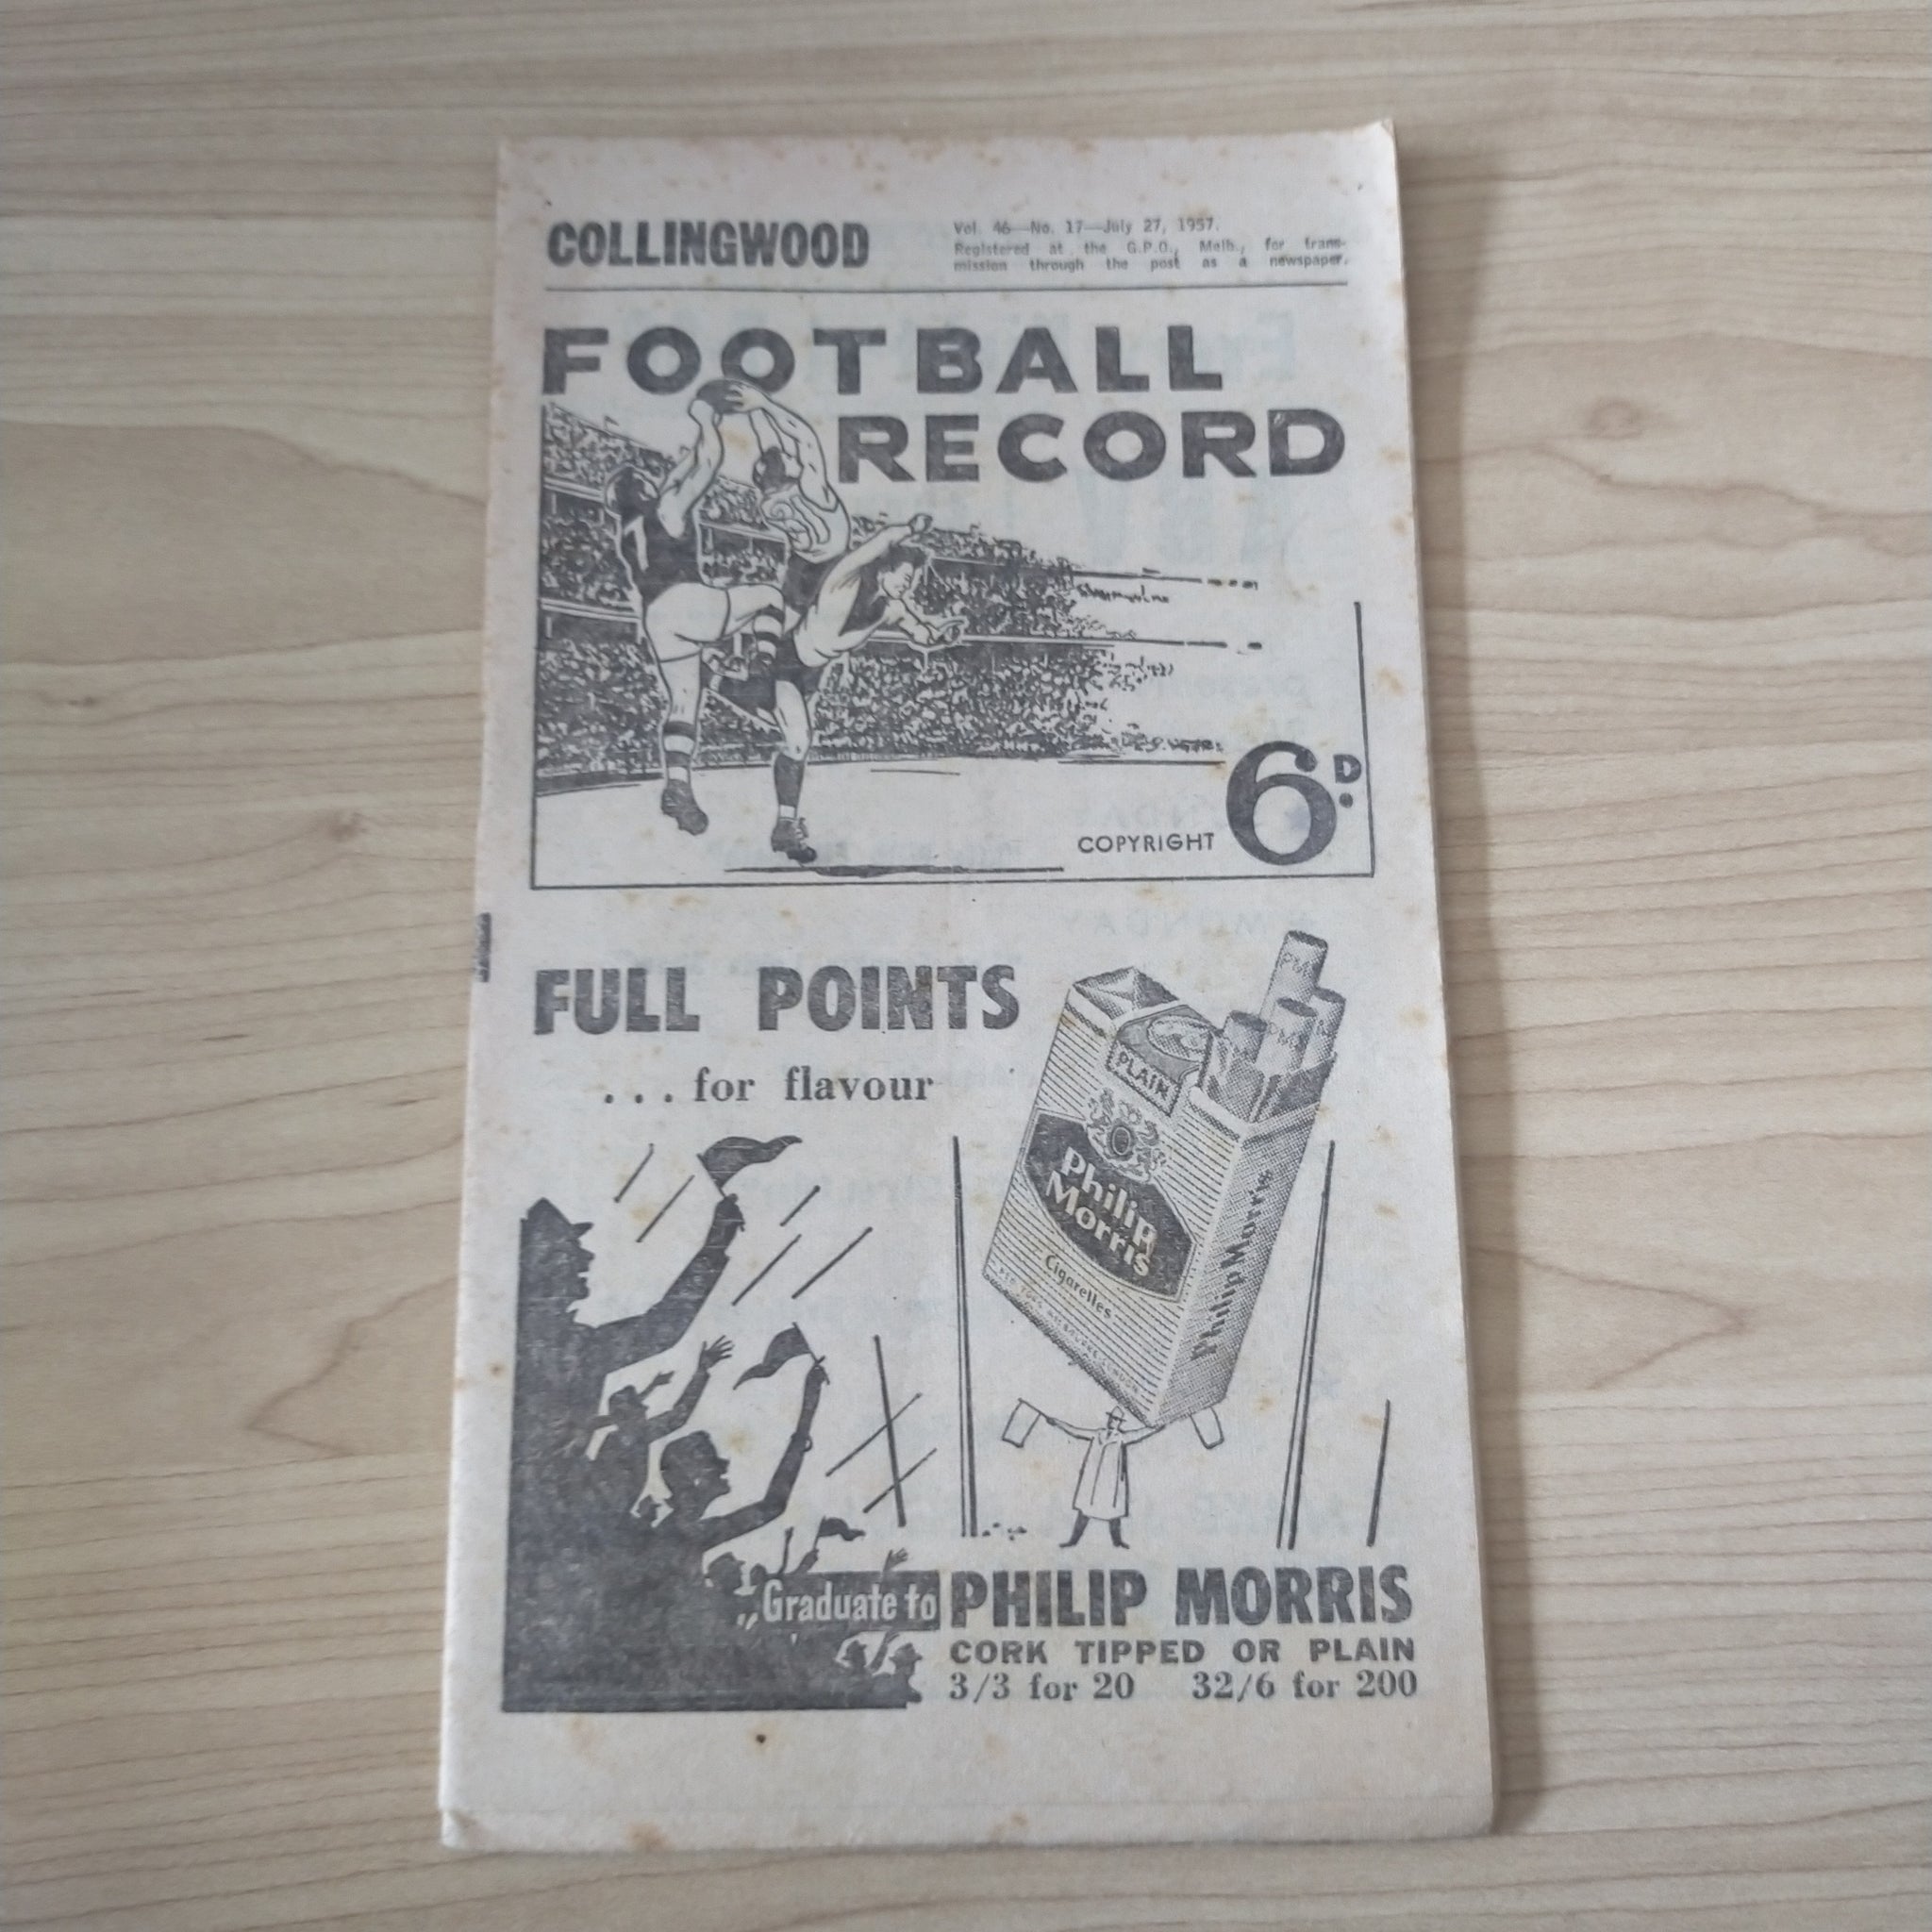 COLLINGWOOD
Vol. 46—No. 17—July 27, 1957.
Registered at the G.P.O., Melb., for trans-
mission through the post as a newspaper.
FOOTBALL
RECORD
COPYRIGHT 6D.
FULL POINTS
...for flavour
PM
PLAIN
Philip
Morris
Cigarettes
Philip Morris
Graduate to PHILIP MORRIS
CORK TIPPED OR PLAIN
3/3 for 20 32/6 for 200